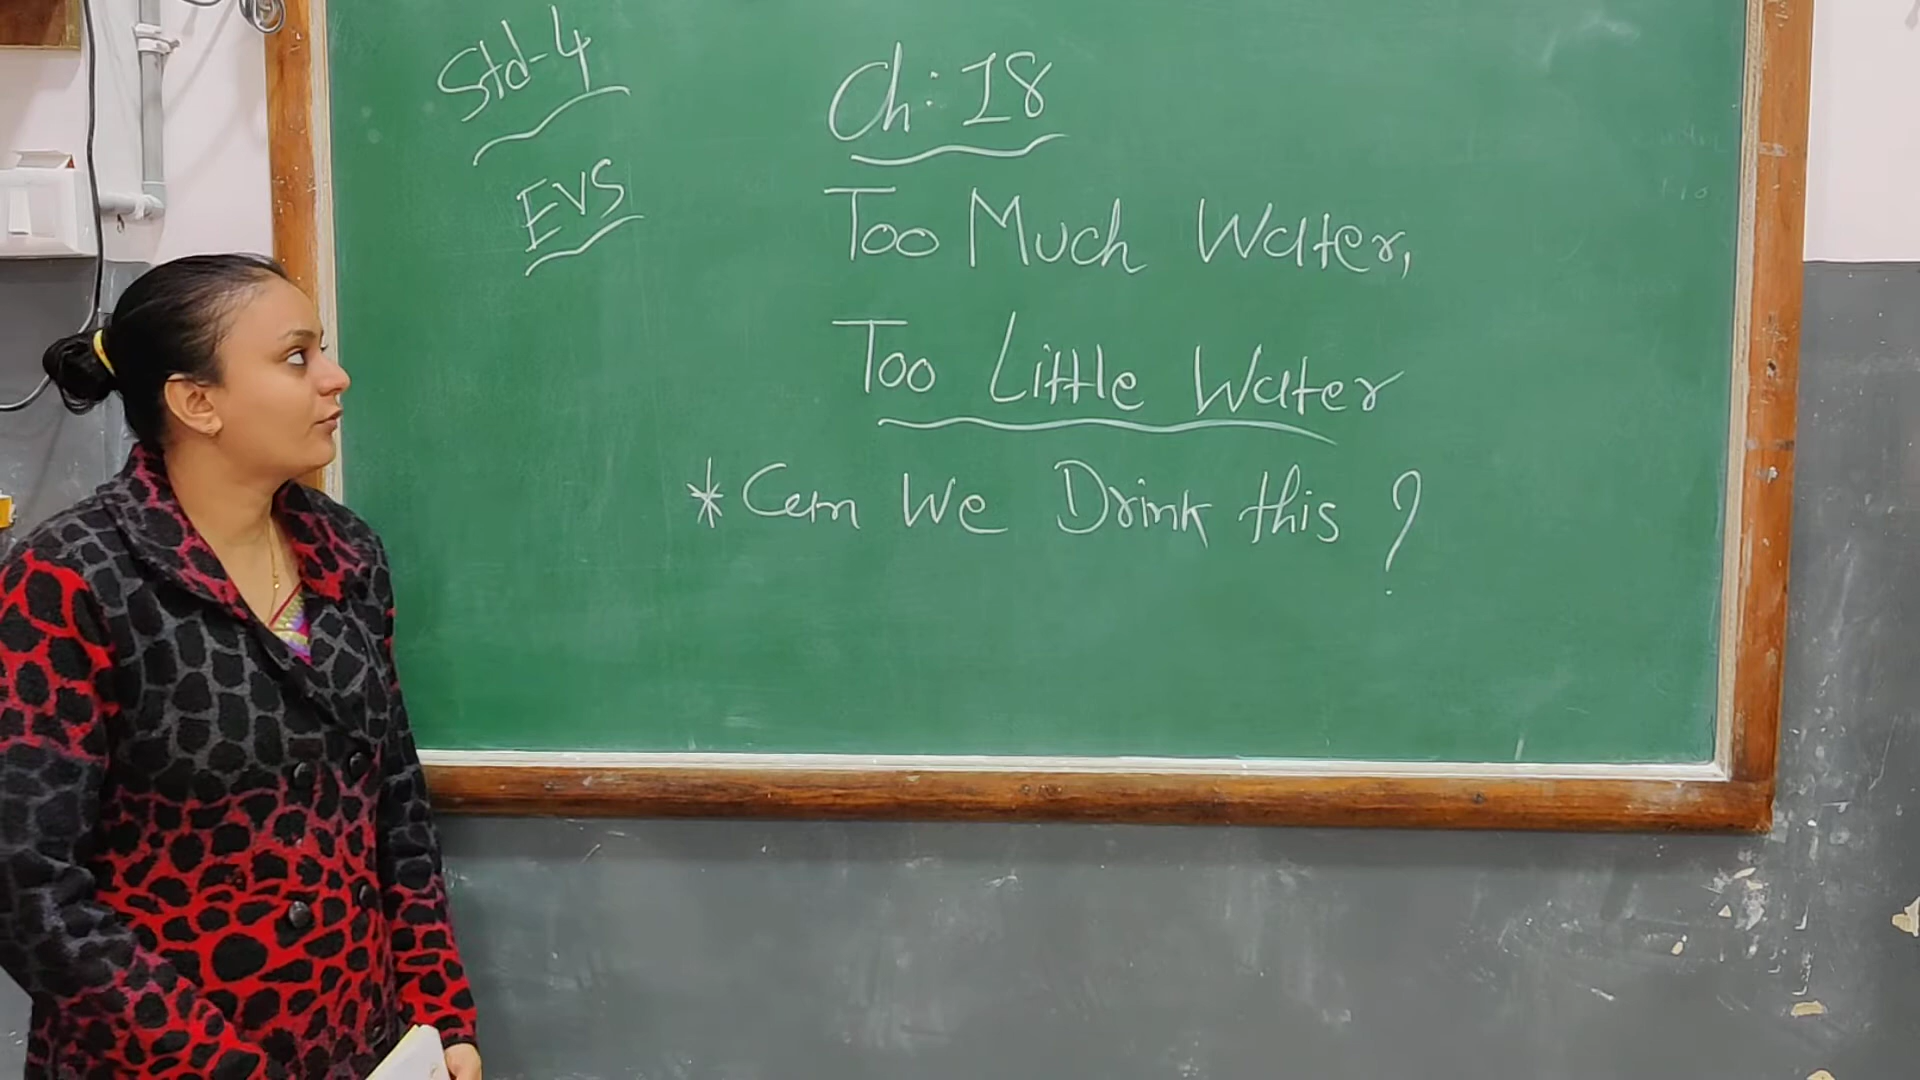 Std-4
EVS
Ch: 18
Too Much Water,
Too Little Water
* Can We Drink this ?